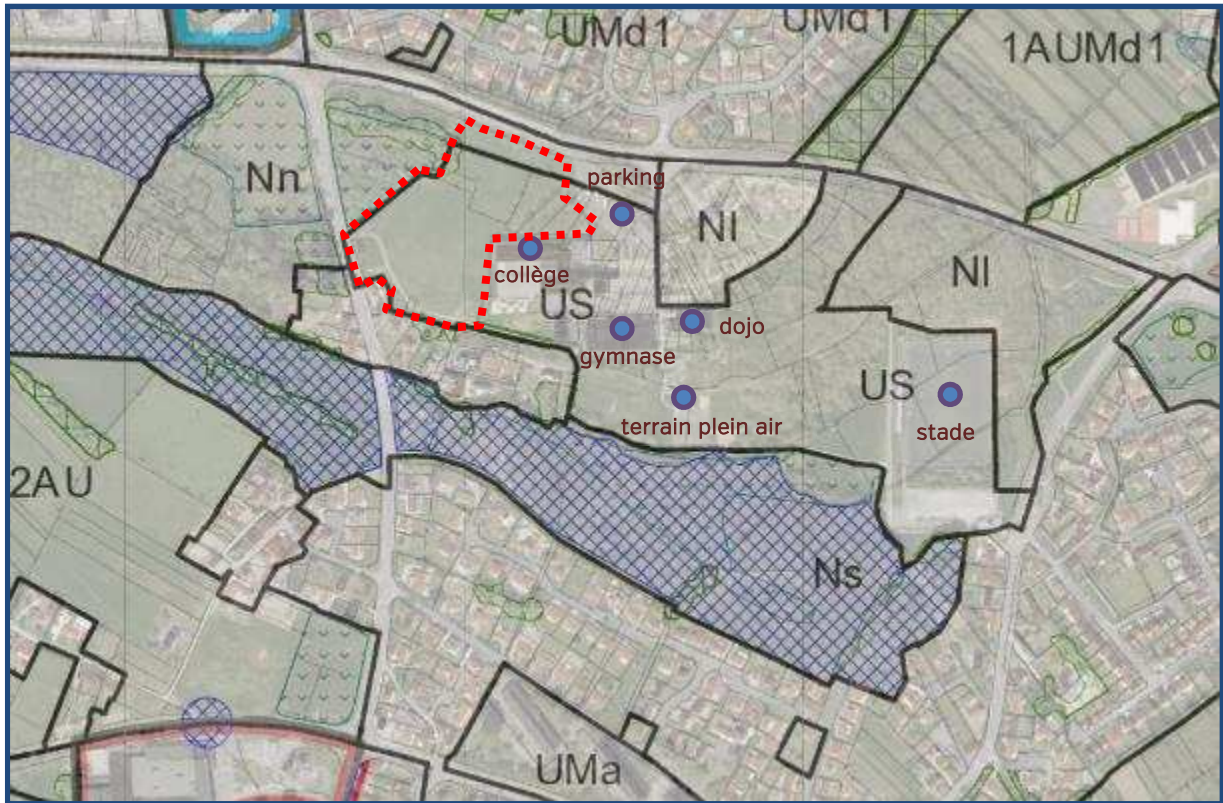 UMd1
UMd1
1AUMd1
Nn
parking
Nl
collège
Nl
US
dojo
gymnase
US
terrain plein air
stade
2AU
Ns
UMa